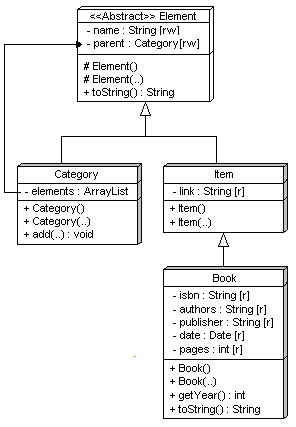 <<Abstract>> Element
- name : String [rw]
- parent : Category[rw]
# Element()
# Element(..)
+ toString() : String
Category
- elements : ArrayList
+ Category()
+ Category(..)
+ add(..) : void
Item
- link : String [r]
+ Item()
+ Item(..)
Book
- isbn : String [r]
- authors : String [r]
- publisher : String [r]
- date : Date [r]
- pages : int [r]
+ Book()
+ Book(..)
+ getYear() : int
+ toString() : String